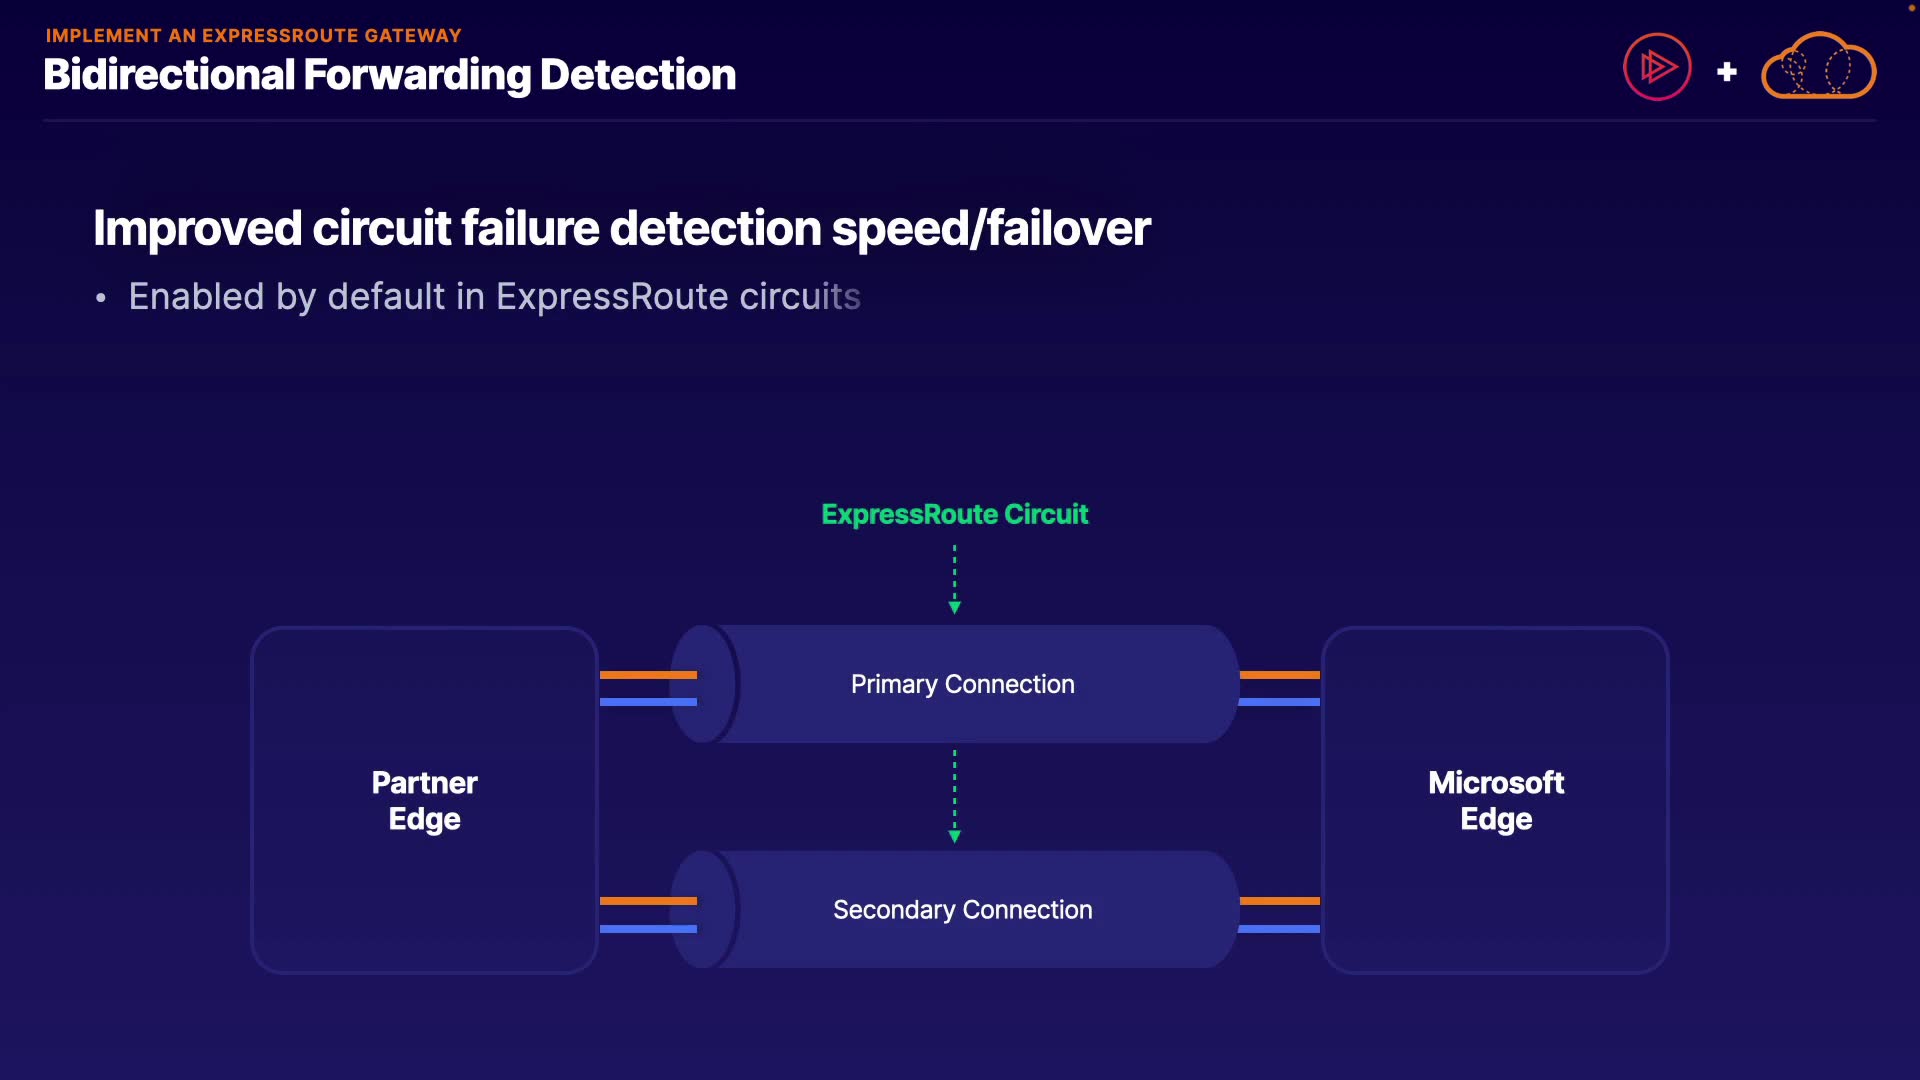 IMPLEMENT AN EXPRESSROUTE GATEWAY
Bidirectional Forwarding Detection
+
Improved circuit failure detection speed/failover
• Enabled by default in ExpressRoute circuits
ExpressRoute Circuit
Primary Connection
Partner
Edge
Microsoft
Edge
Secondary Connection